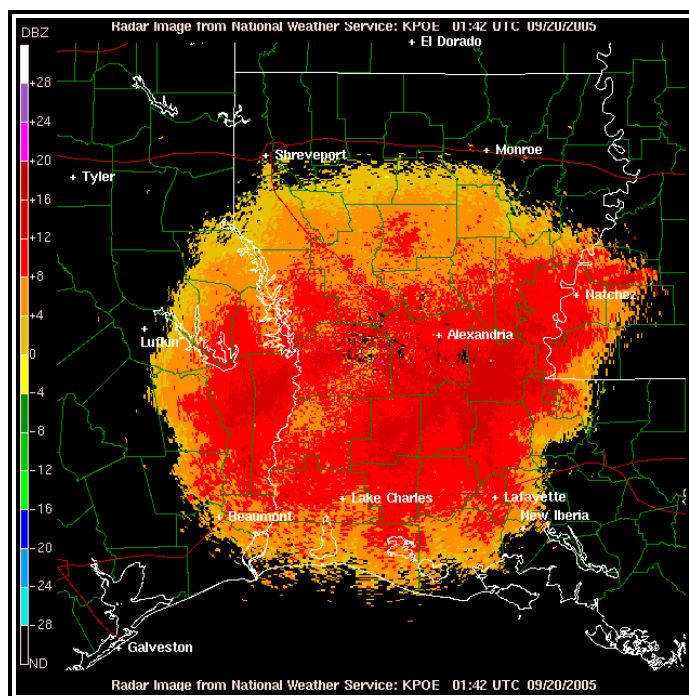 Radar Image from National Weather Service: KPOE 01:42 UTC 09/20/2005
DBZ
+28
+24
+20
+16
+12
+8
+4
0
-4
-8
-12
-16
-20
-24
-28
ND
El Dorado
Shreveport
Monroe
Tyler
Natchez
Lufkin
Alexandria
Lake Charles
Lafayette
Beaumont
New Iberia
Galveston
Radar Image from National Weather Service: KPOE 01:42 UTC 09/20/2005